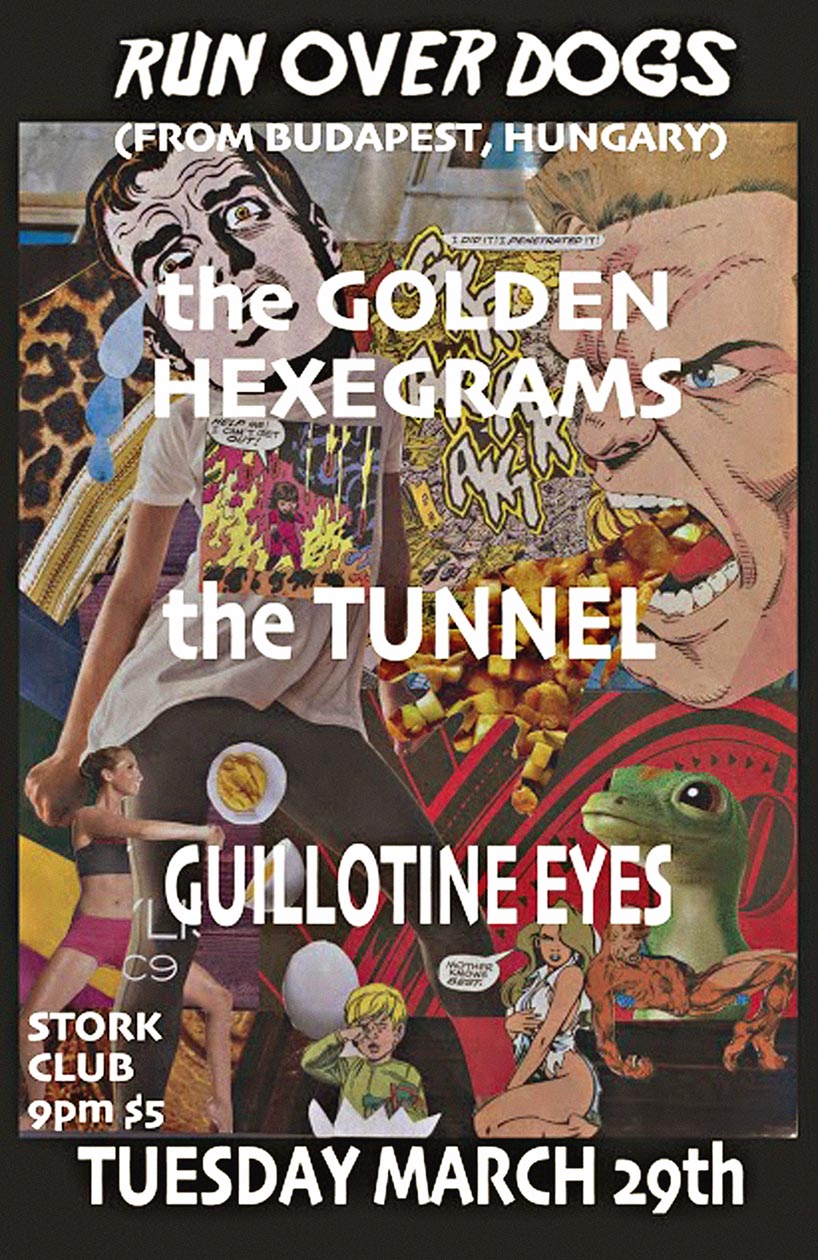 RUN OVER DOGS
(FROM BUDAPEST, HUNGARY)
I DID IT! I PENETRATED IT!
the GOLDEN
HEXEGRAMS
HELP ME!
I CAN'T GET
OUT!
the TUNNEL
GUILLOTINE EYES
C9
MOTHER
KNOWS
BEST.
STORK
CLUB
9pm $5
TUESDAY MARCH 29th